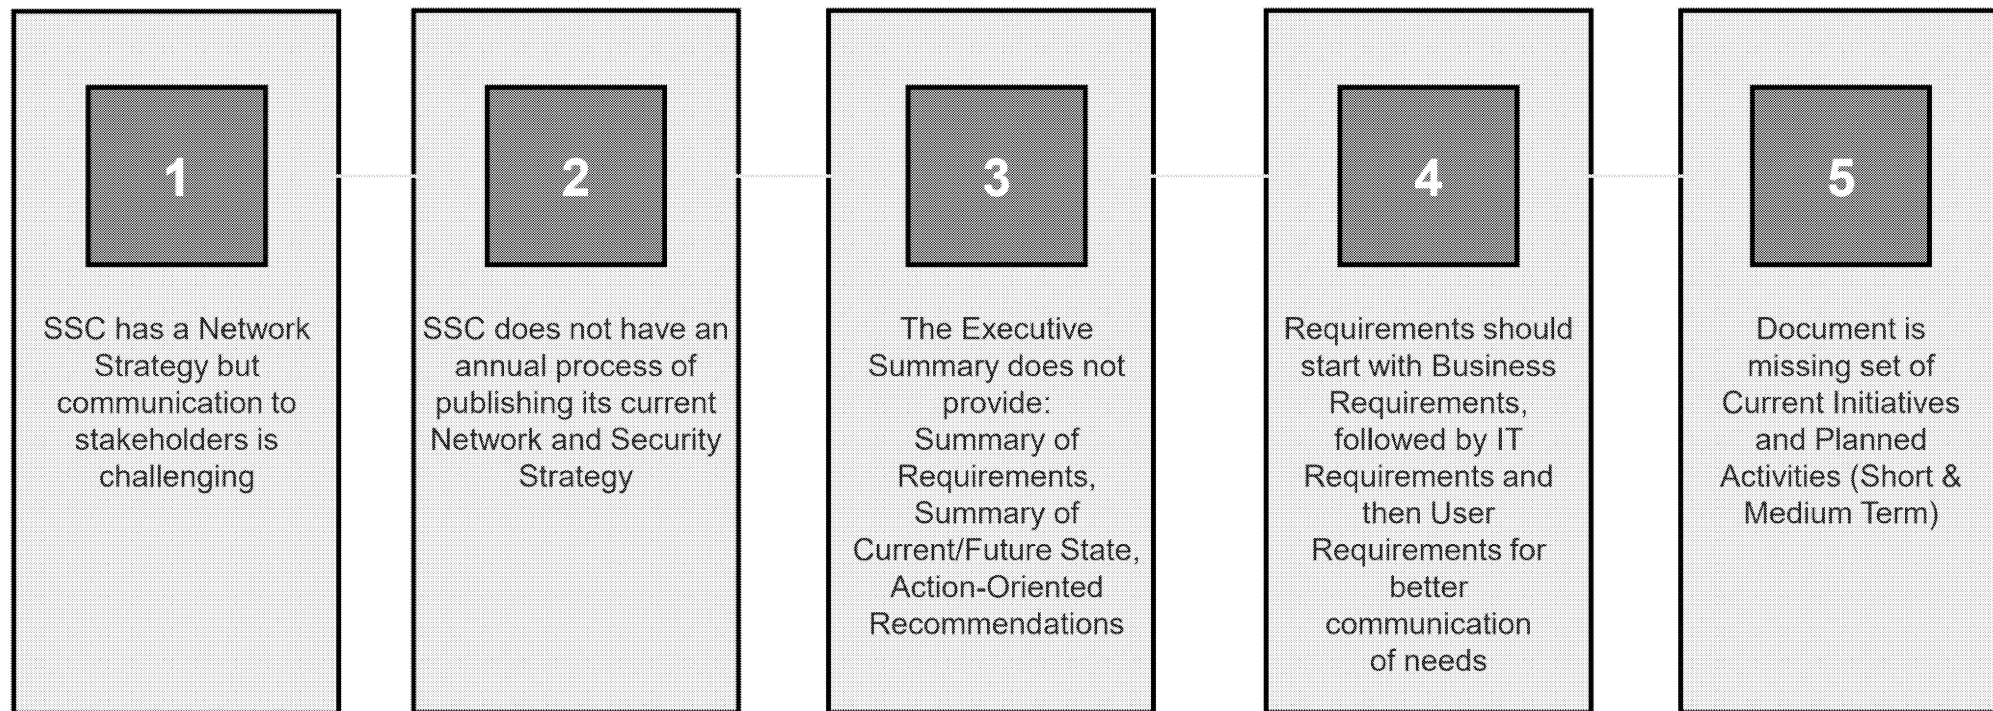 1
SSC has a Network
Strategy but
communication to
stakeholders is
challenging
2
SSC does not have an
annual process of
publishing its current
Network and Security
Strategy
3
The Executive
Summary does not
provide:
Summary of
Requirements,
Summary of
Current/Future State,
Action-Oriented
Recommendations
4
Requirements should
start with Business
Requirements,
followed by IT
Requirements and
then User
Requirements for
better
communication
of needs
5
Document is
missing set of
Current Initiatives
and Planned
Activities (Short &
Medium Term)